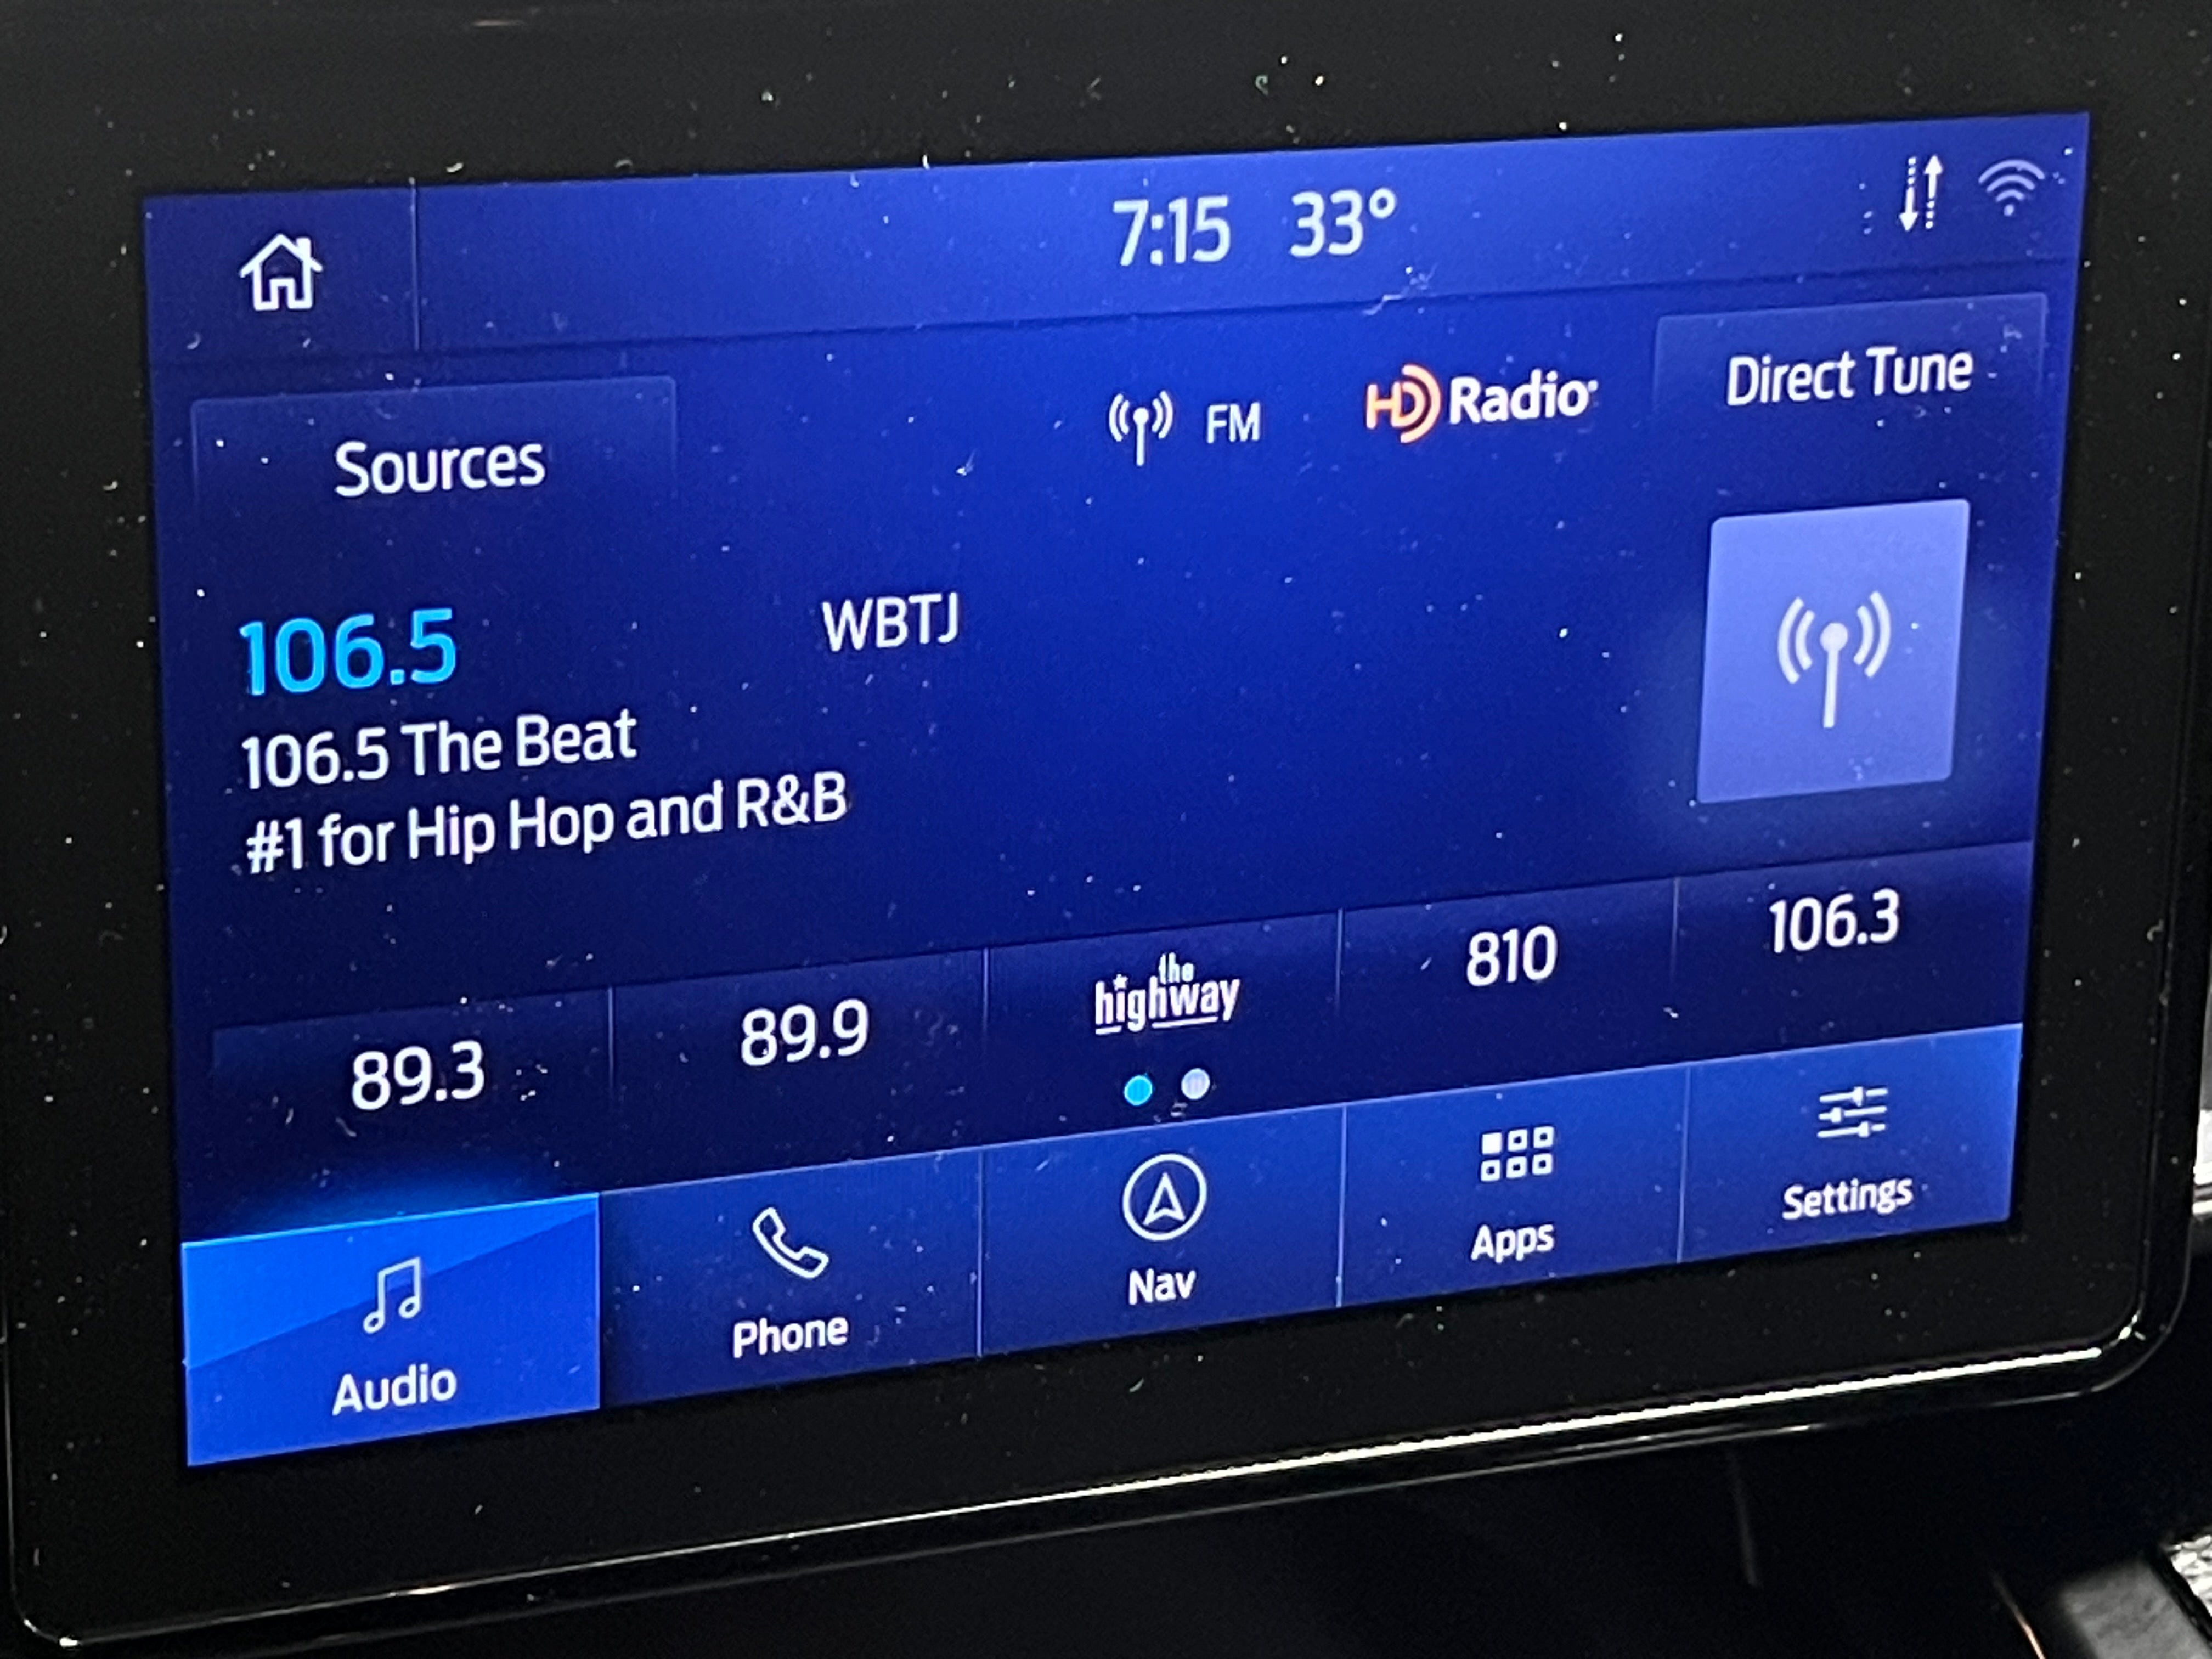 7:15 33°
Sources
FM
HD Radio
Direct Tune
106.5
WBTJ
106.5 The Beat
#1 for Hip Hop and R&B
89.3
89.9
the highway
810
106.3
Audio
Phone
Nav
Apps
Settings